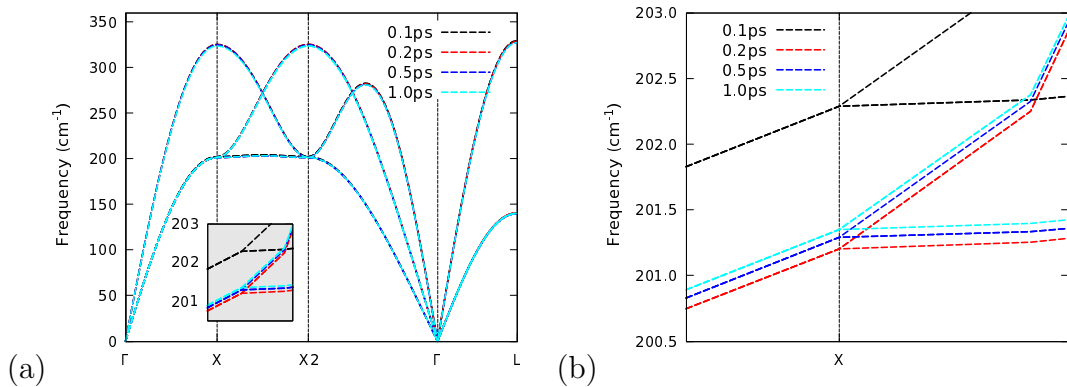 350
300
250
200
150
100
50
0
Frequency (cm-1)
0.1ps
0.2ps
0.5ps
1.0ps
203
202
201
Γ X X2 Γ L
(a)
203.0
202.5
202.0
201.5
201.0
200.5
Frequency (cm-1)
0.1ps
0.2ps
0.5ps
1.0ps
X
(b)